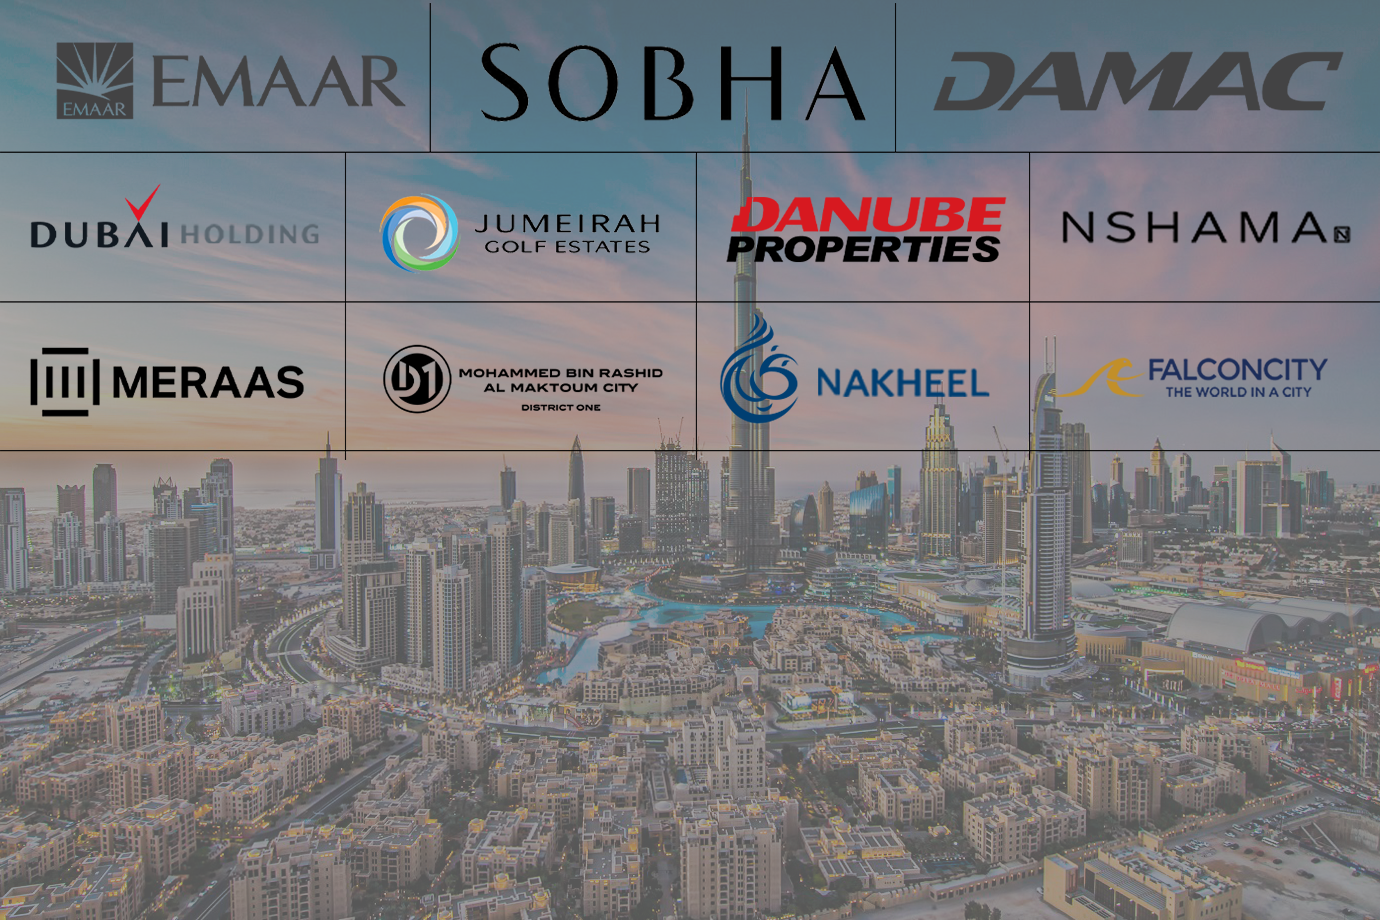 EMAAR
EMAAR
SOBHA
DAMAC
DUBAI HOLDING
JUMEIRAH
GOLF ESTATES
DANUBE
PROPERTIES
NSHAMA N
MERAAS
D1
MOHAMMED BIN RASHID
AL MAKTOUM CITY
DISTRICT ONE
NAKHEEL
FALCONCITY
THE WORLD IN A CITY